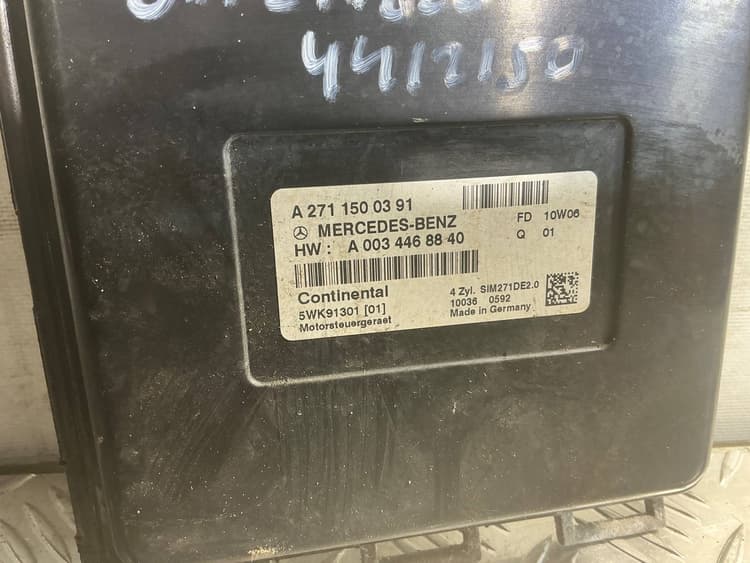 4412150
A 271 150 03 91
MERCEDES-BENZ
HW : A 003 446 88 40
FD 10W06
Q 01
Continental
5WK91301 [01]
Motorsteuergeraet
4 Zyl. SIM271DE2.0
10036 0592
Made in Germany